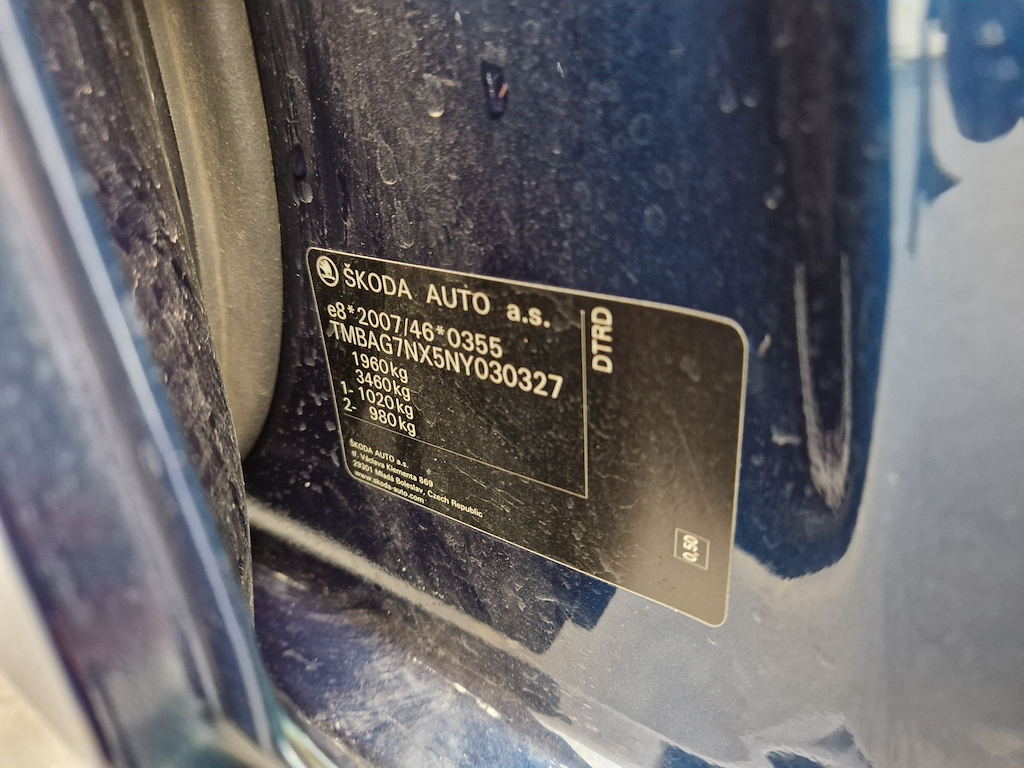 ŠKODA AUTO a.s.
e8*2007/46*0355
TMBAG7NX5NY030327
1960kg
3460kg
1- 1020kg
2- 980kg
ŠKODA AUTO a.s.
tř. Václava Klementa 869
29301 Mladá Boleslav, Czech Republic
www.skoda-auto.com
DTRD
0.50